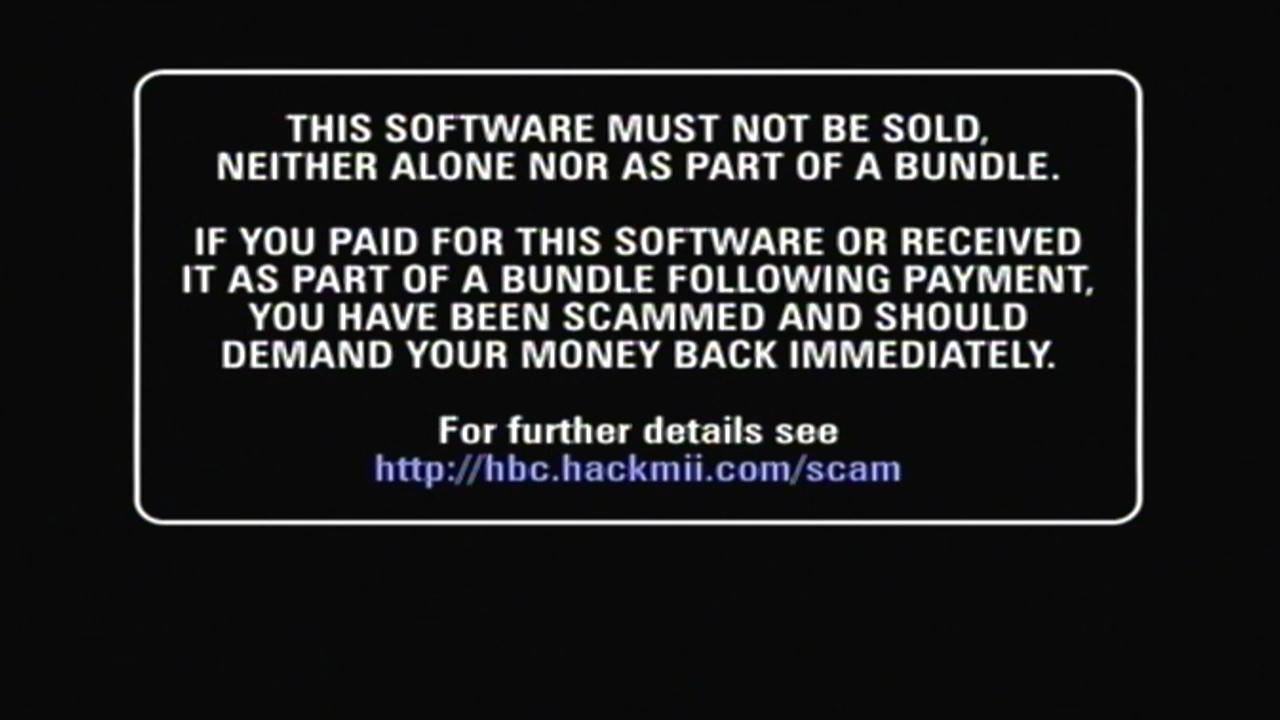 THIS SOFTWARE MUST NOT BE SOLD,
NEITHER ALONE NOR AS PART OF A BUNDLE.
IF YOU PAID FOR THIS SOFTWARE OR RECEIVED
IT AS PART OF A BUNDLE FOLLOWING PAYMENT,
YOU HAVE BEEN SCAMMED AND SHOULD
DEMAND YOUR MONEY BACK IMMEDIATELY.
For further details see
http://hbc.hackmii.com/scam